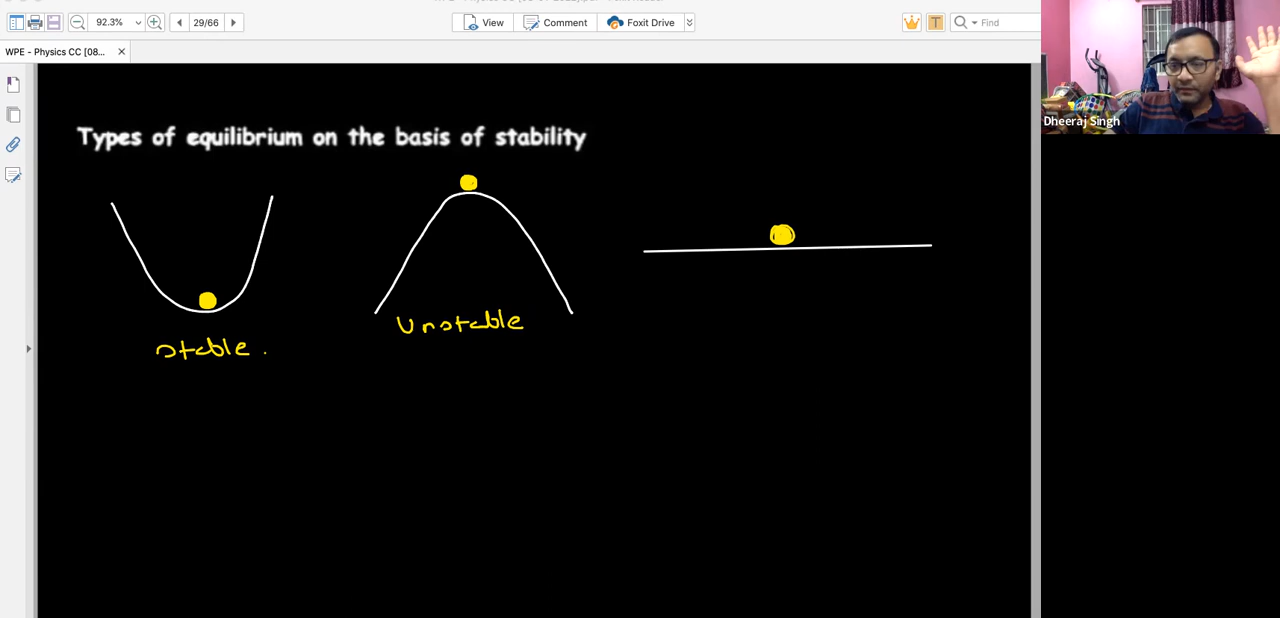 92.3%
29/66
View
Comment
Foxit Drive
T
Find
WPE - Physics CC [08...
Dheeraj Singh
Types of equilibrium on the basis of stability
Unstable
stable.